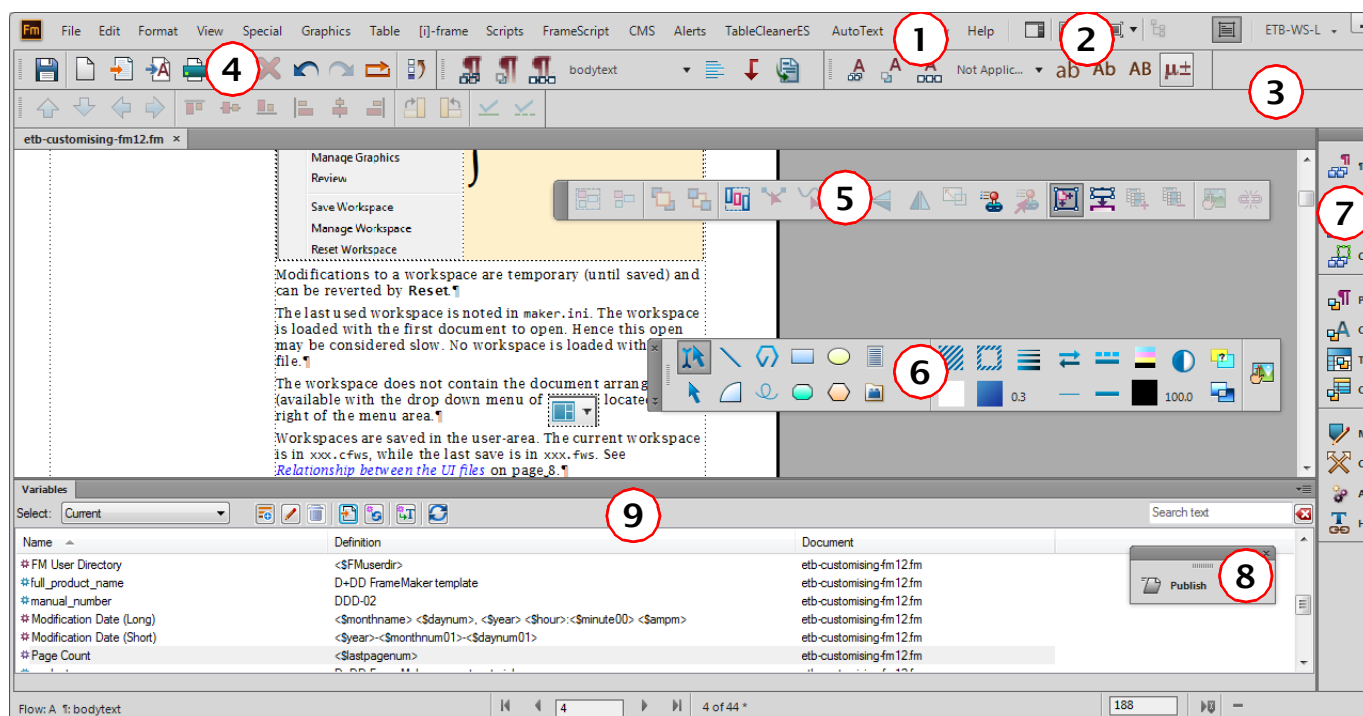 Fm File Edit Format View Special Graphics Table [i]-frame Scripts FrameScript CMS Alerts TableCleanerES AutoText 1 Help 2 ETB-WS-L
4 bodytext Not Applic... ab Ab AB µ± 3
etb-customising-fm12.fm ×
Manage Graphics
Review
Save Workspace
Manage Workspace
Reset Workspace
5
7
Modifications to a workspace are temporary (until saved) and
can be reverted by Reset.¶
The last used workspace is noted in maker.ini. The workspace
is loaded with the first document to open. Hence this open
may be considered slow. No workspace is loaded with
file.¶
6
0.3 100.0
The workspace does not contain the document arrang
(available with the drop down menu of locate
right of the menu area.¶
Workspaces are saved in the user-area. The current workspace
is in xxx.cfws, while the last save is in xxx.fws. See
Relationship between the UI files on page 8.¶
Variables
Select: Current 9 Search text
Name Definition Document
FM User Directory <$FMuserdir> etb-customising-fm12.fm
full_product_name D+DD FrameMaker template etb-customising-fm12.fm
manual_number DDD-02 etb-customising-fm12.fm
Modification Date (Long) <$monthname> <$daynum>, <$year> <$hour>:<$minute00> <$ampm> etb-customising-fm12.fm
Modification Date (Short) <$year>-<$monthnum01>-<$daynum01> etb-customising-fm12.fm
Page Count <$lastpagenum> etb-customising-fm12.fm
Publish 8
Flow: A ¶: bodytext 4 4 of 44 * 188